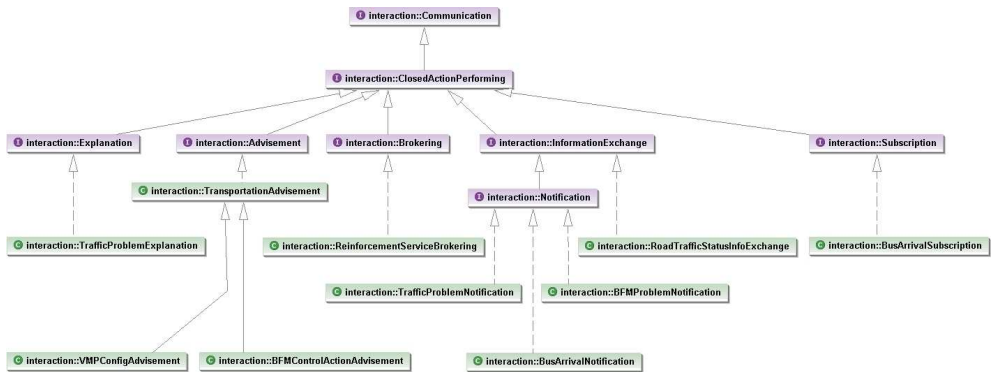 I interaction::Communication
I interaction::ClosedActionPerforming
I interaction::Explanation
I interaction::Advisement
I interaction::Brokering
I interaction::InformationExchange
I interaction::Subscription
C interaction::TransportationAdvisement
I interaction::Notification
C interaction::TrafficProblemExplanation
C interaction::ReinforcementServiceBrokering
C interaction::RoadTrafficStatusInfoExchange
C interaction::BusArrivalSubscription
C interaction::TrafficProblemNotification
C interaction::BFMProblemNotification
C interaction::VMPConfigAdvisement
C interaction::BFMControlActionAdvisement
C interaction::BusArrivalNotification